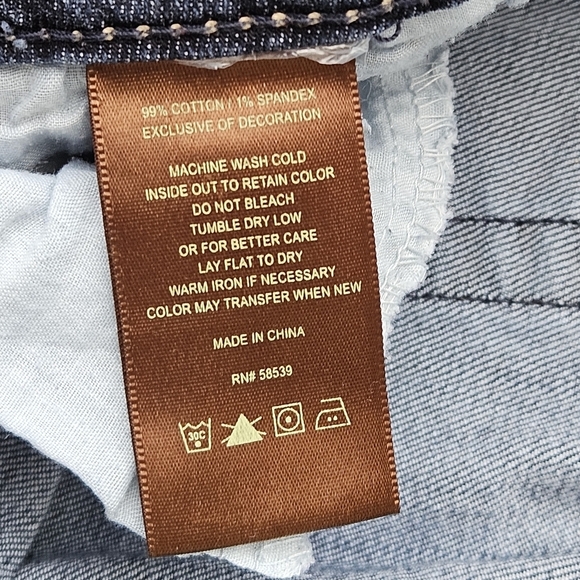 99% COTTON / 1% SPANDEX
EXCLUSIVE OF DECORATION
MACHINE WASH COLD
INSIDE OUT TO RETAIN COLOR
DO NOT BLEACH
TUMBLE DRY LOW
OR FOR BETTER CARE
LAY FLAT TO DRY
WARM IRON IF NECESSARY
COLOR MAY TRANSFER WHEN NEW
MADE IN CHINA
RN# 58539
30C